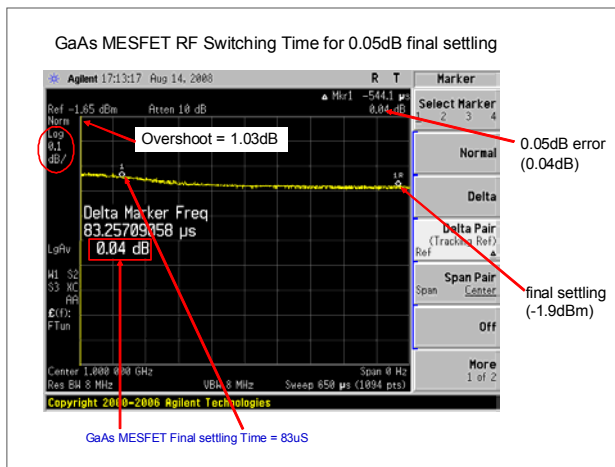 GaAs MESFET RF Switching Time for 0.05dB final settling
Agilent 17:13:17 Aug 14, 2008
R T
Marker
Δ Mkr1 -544.1 µs
Ref -1.65 dBm
Atten 10 dB
0.04 dB
Norm
Log
0.1
dB/
Overshoot = 1.03dB
Select Marker
1 2 3 4
0.05dB error
(0.04dB)
Normal
1
1R
Delta
Delta Marker Freq
83.25709058 µs
0.04 dB
Delta Pair
(Tracking Ref)
Ref Δ
LgAv
W1 S2
S3 XC
AA
£(f):
FTun
Span Pair
Span Center
final settling
(-1.9dBm)
Off
Center 1.000 000 GHz
Span 0 Hz
Res BW 8 MHz
VBW 8 MHz
Sweep 650 µs (1094 pts)
More
1 of 2
Copyright 2000-2006 Agilent Technologies
GaAs MESFET Final settling Time = 83uS